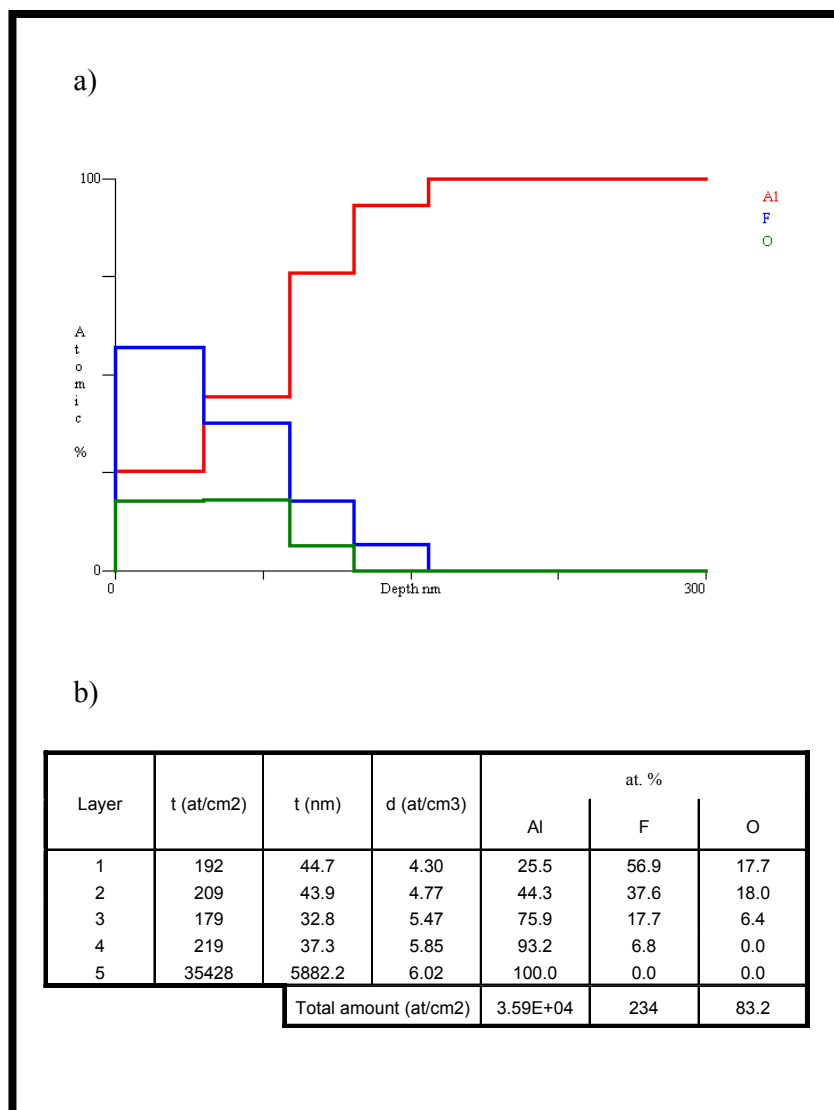 a)
100
Al
F
O
Atomic %
0
0
Depth nm
300
b)
Layer t (at/cm2) t (nm) d (at/cm3) at. %
Al F O
1 192 44.7 4.30 25.5 56.9 17.7
2 209 43.9 4.77 44.3 37.6 18.0
3 179 32.8 5.47 75.9 17.7 6.4
4 219 37.3 5.85 93.2 6.8 0.0
5 35428 5882.2 6.02 100.0 0.0 0.0
Total amount (at/cm2) 3.59E+04 234 83.2